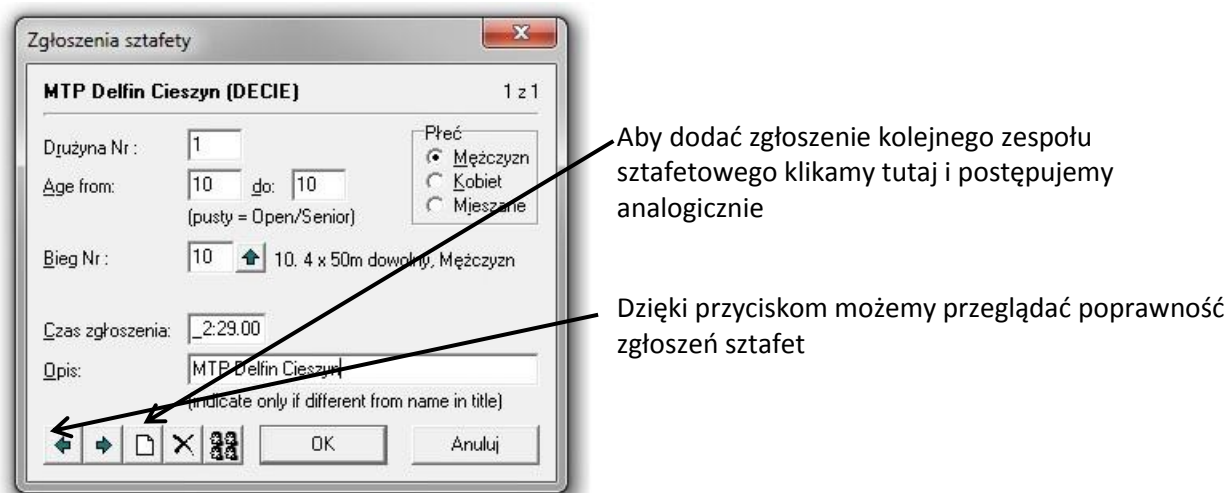 Zgłoszenia sztafety
MTP Delfin Cieszyn (DECIE) 1 z 1
Drużyna Nr : 1
Płeć
Mężczyzn
Age from: 10 do: 10
Kobiet
(pusty = Open/Senior)
Mieszane
Bieg Nr : 10 10. 4 x 50m dowolny, Mężczyzn
Czas zgłoszenia: _2:29.00
Opis: MTP Delfin Cieszyn
(indicate only if different from name in title)
OK Anuluj
Aby dodać zgłoszenie kolejnego zespołu
sztafetowego klikamy tutaj i postępujemy
analogicznie
Dzięki przyciskom możemy przeglądać poprawność
zgłoszeń sztafet